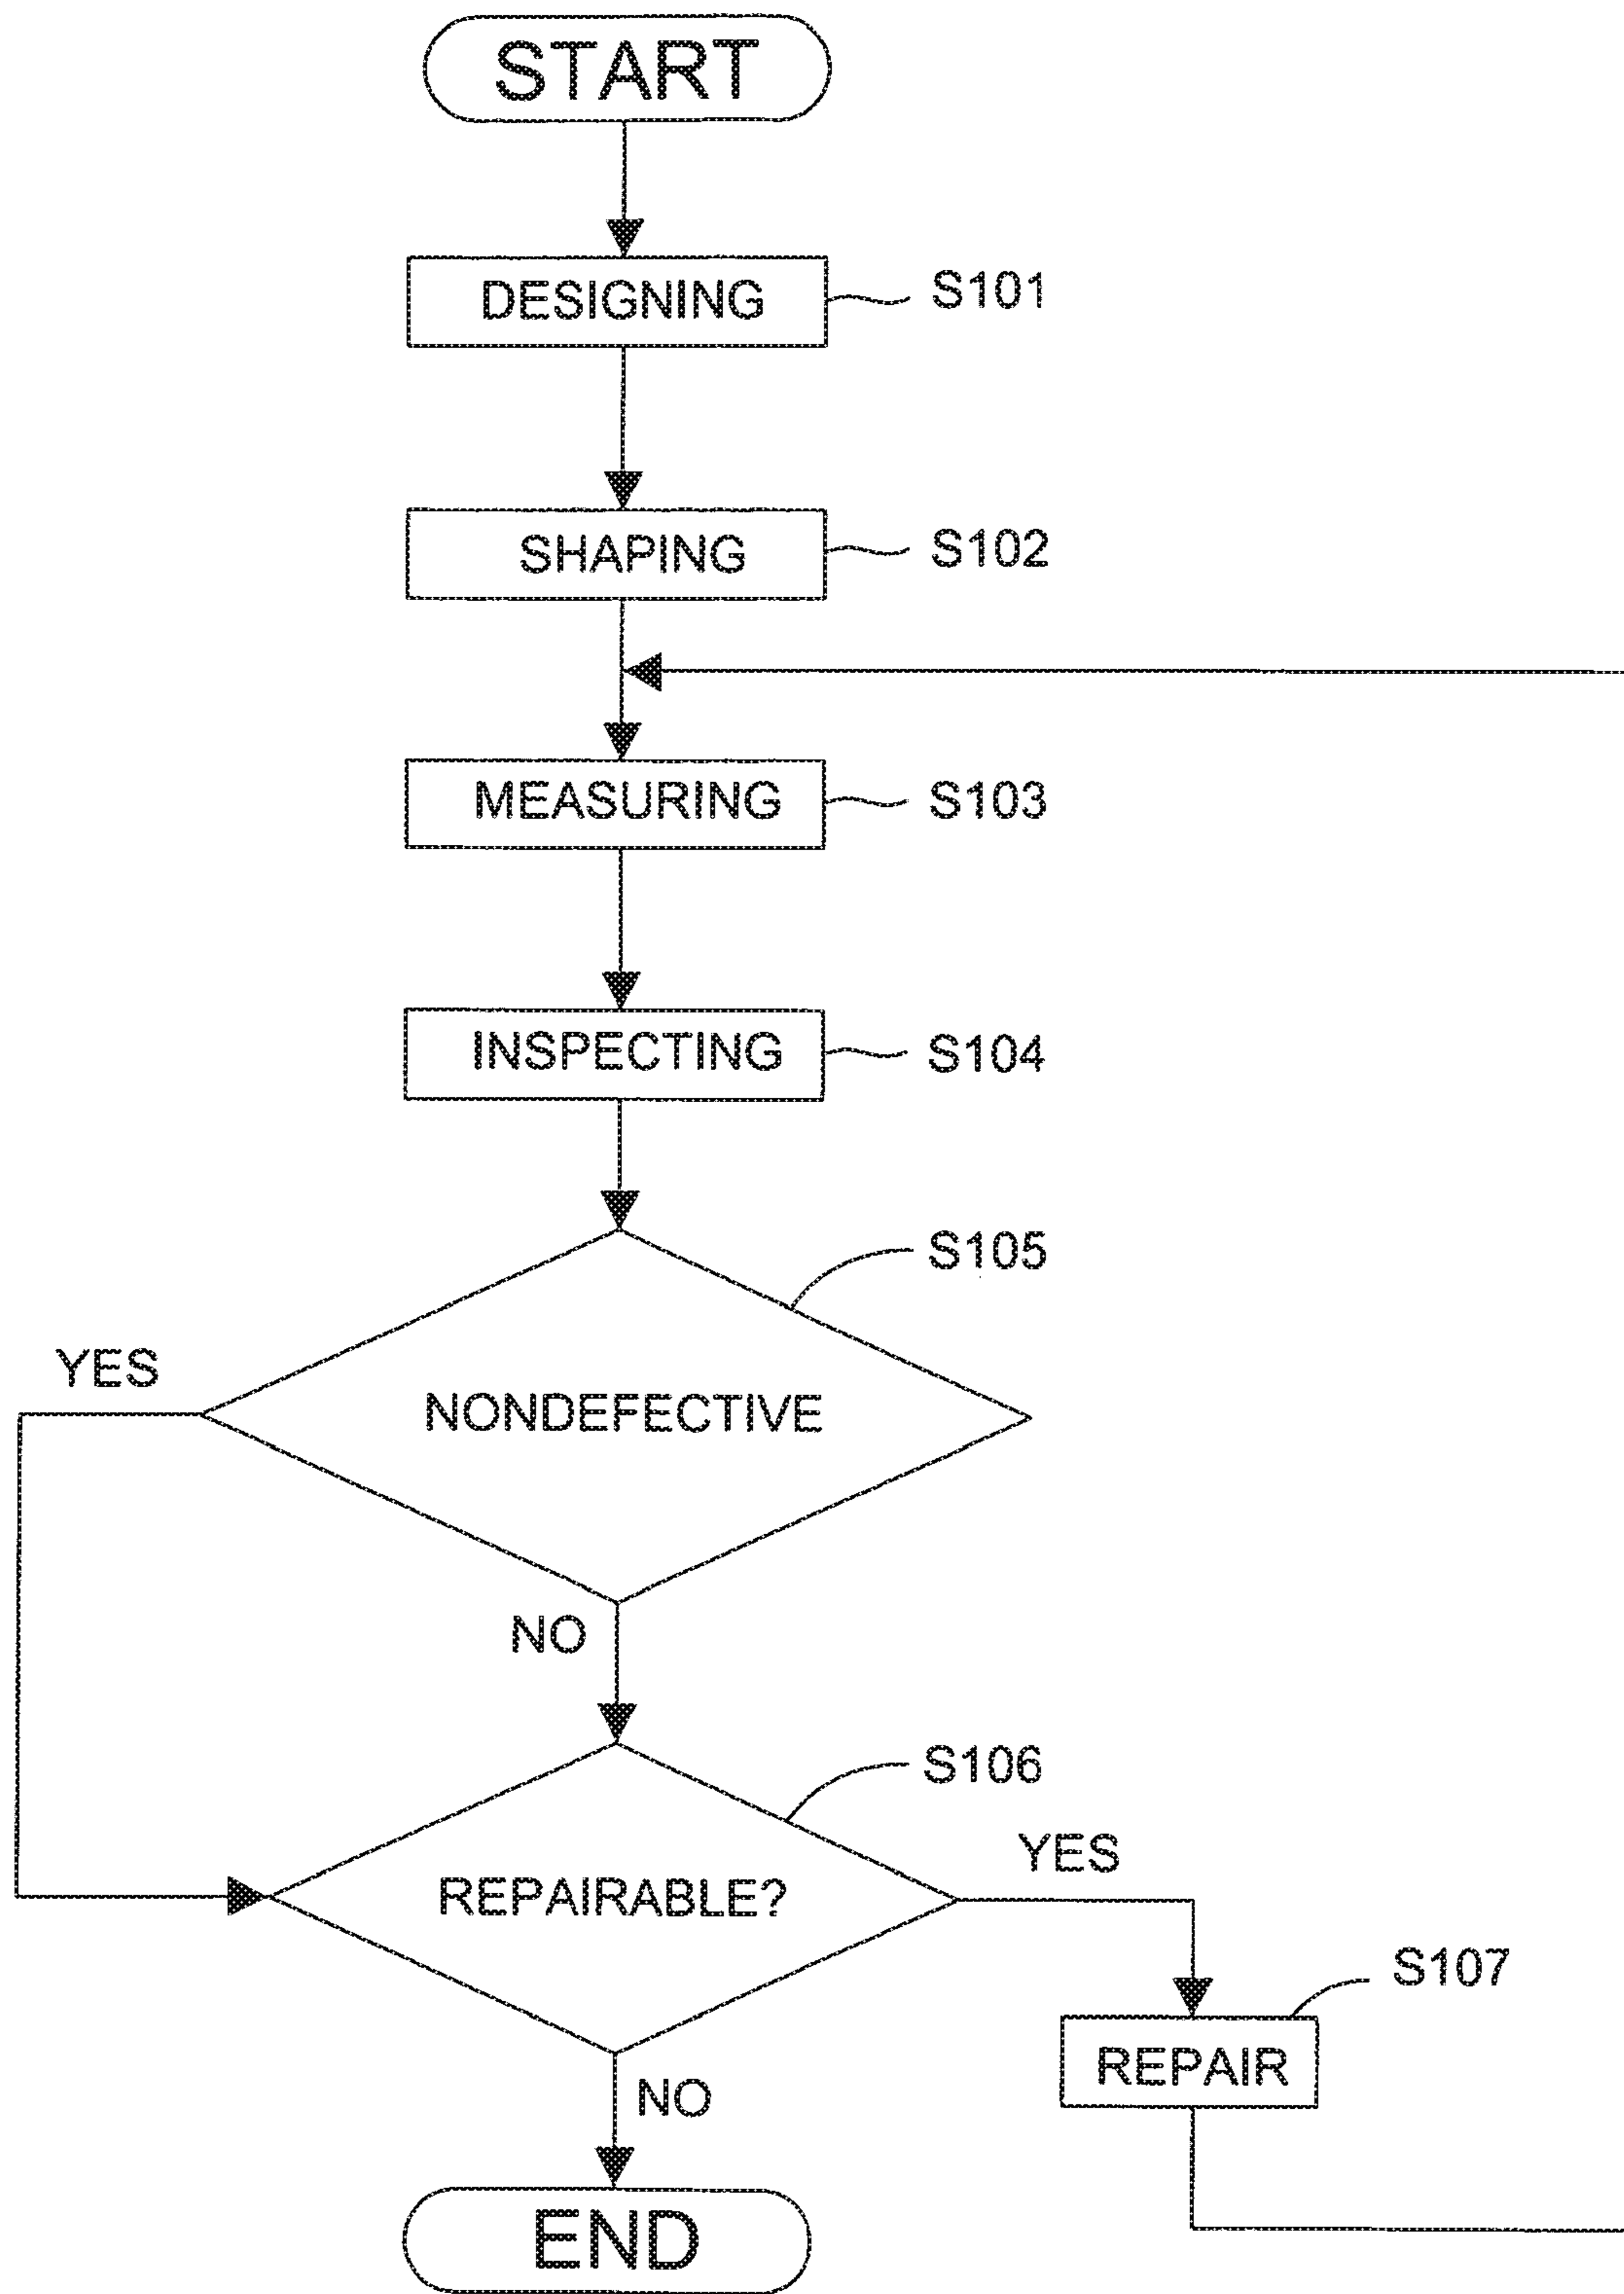 START
DESIGNING S101
SHAPING S102
MEASURING S103
INSPECTING S104
S105
YES
NONDEFECTIVE
NO
S106
YES
REPAIRABLE?
S107
REPAIR
NO
END